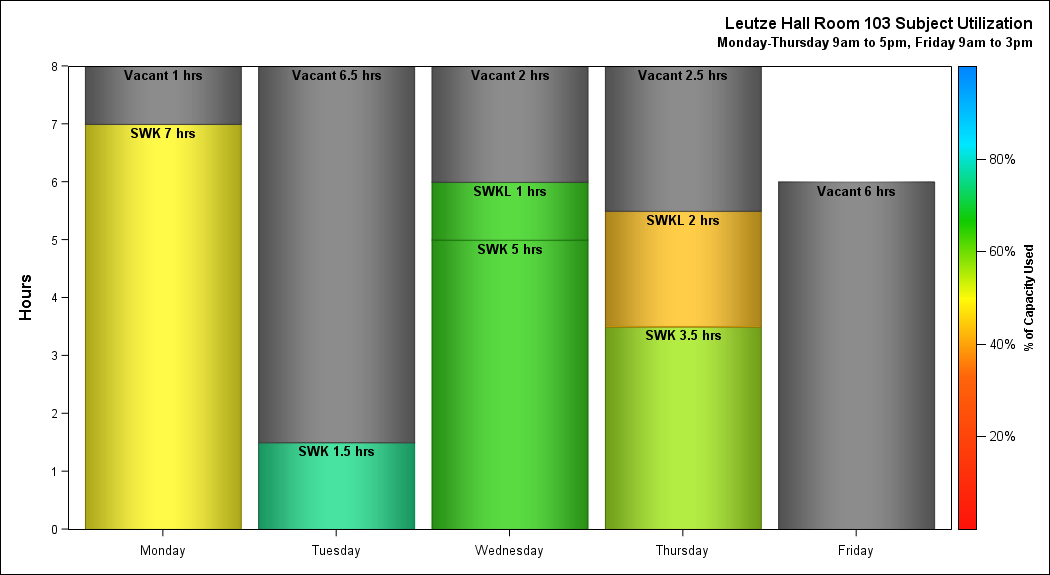 Leutze Hall Room 103 Subject Utilization
Monday-Thursday 9am to 5pm, Friday 9am to 3pm
Hours
8
7
6
5
4
3
2
1
0
Vacant 1 hrs
SWK 7 hrs
Vacant 6.5 hrs
SWK 1.5 hrs
Vacant 2 hrs
SWKL 1 hrs
SWK 5 hrs
Vacant 2.5 hrs
SWKL 2 hrs
SWK 3.5 hrs
Vacant 6 hrs
Monday
Tuesday
Wednesday
Thursday
Friday
80%
60%
40%
20%
% of Capacity Used